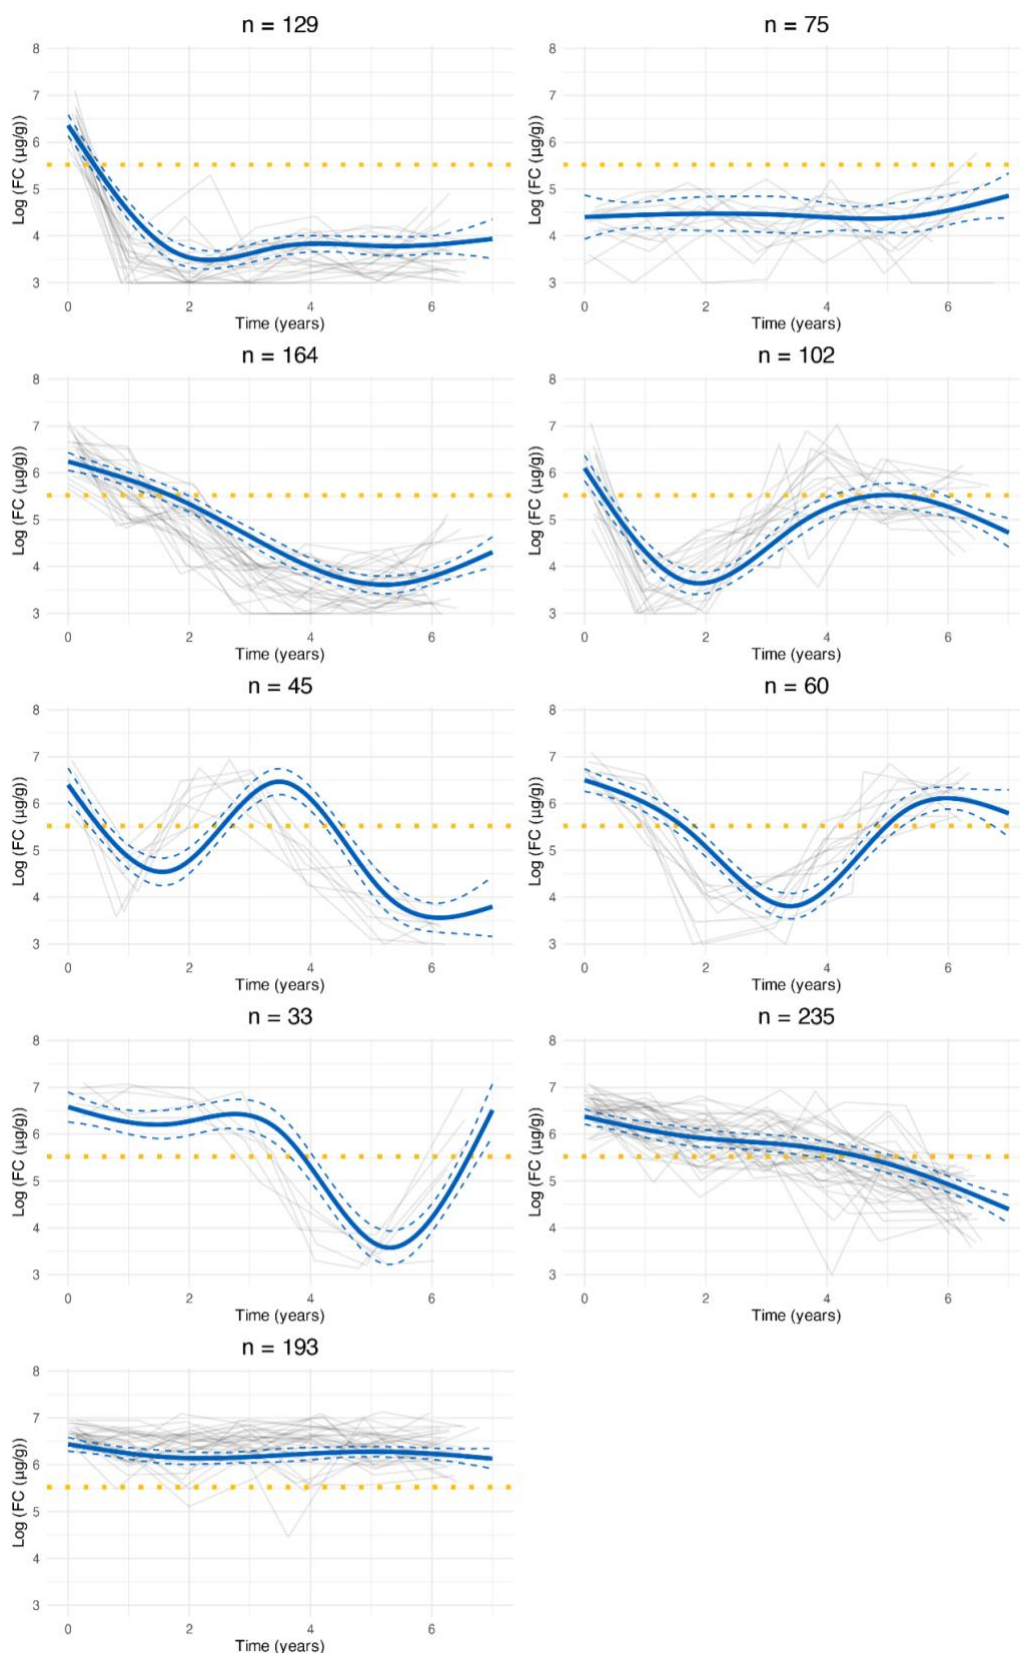 n = 129
8
7
6
5
4
3
Log (FC (µg/g))
0 2 4 6
Time (years)
n = 75
8
7
6
5
4
3
Log (FC (µg/g))
0 2 4 6
Time (years)
n = 164
8
7
6
5
4
3
Log (FC (µg/g))
0 2 4 6
Time (years)
n = 102
8
7
6
5
4
3
Log (FC (µg/g))
0 2 4 6
Time (years)
n = 45
8
7
6
5
4
3
Log (FC (µg/g))
0 2 4 6
Time (years)
n = 60
8
7
6
5
4
3
Log (FC (µg/g))
0 2 4 6
Time (years)
n = 33
8
7
6
5
4
3
Log (FC (µg/g))
0 2 4 6
Time (years)
n = 235
8
7
6
5
4
3
Log (FC (µg/g))
0 2 4 6
Time (years)
n = 193
8
7
6
5
4
3
Log (FC (µg/g))
0 2 4 6
Time (years)